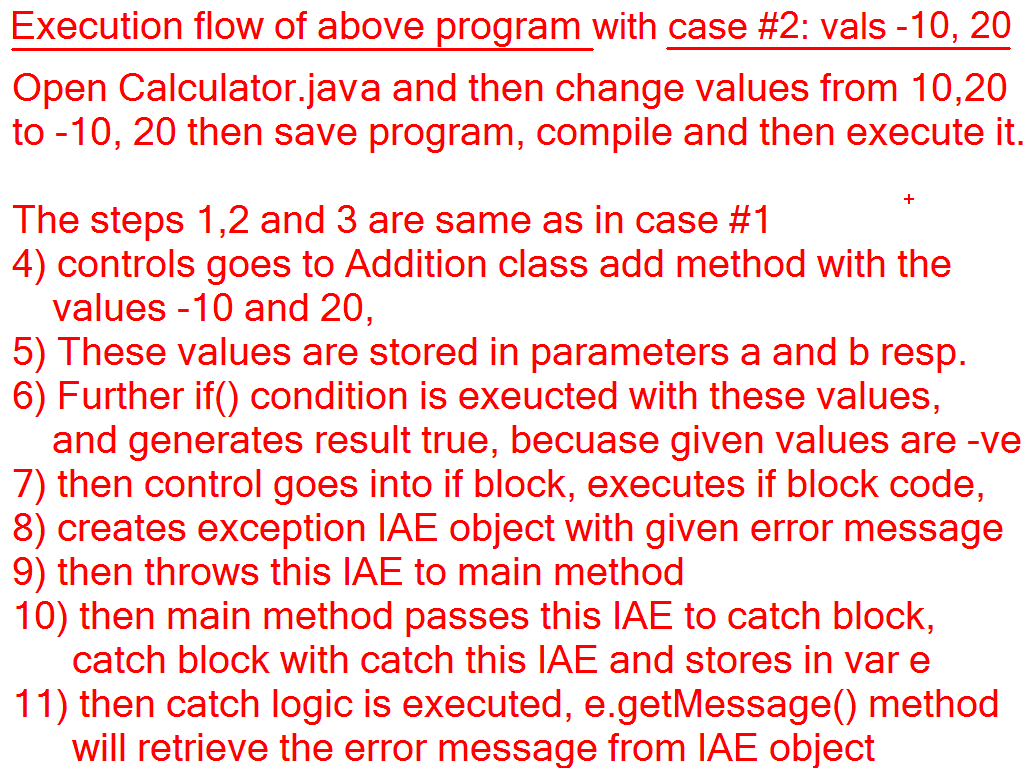 Execution flow of above program with case #2: vals -10, 20
Open Calculator.java and then change values from 10,20
to -10, 20 then save program, compile and then execute it.
The steps 1,2 and 3 are same as in case #1
4) controls goes to Addition class add method with the
values -10 and 20,
5) These values are stored in parameters a and b resp.
6) Further if() condition is exeucted with these values,
and generates result true, becuase given values are -ve
7) then control goes into if block, executes if block code,
8) creates exception IAE object with given error message
9) then throws this IAE to main method
10) then main method passes this IAE to catch block,
catch block with catch this IAE and stores in var e
11) then catch logic is executed, e.getMessage() method
will retrieve the error message from IAE object